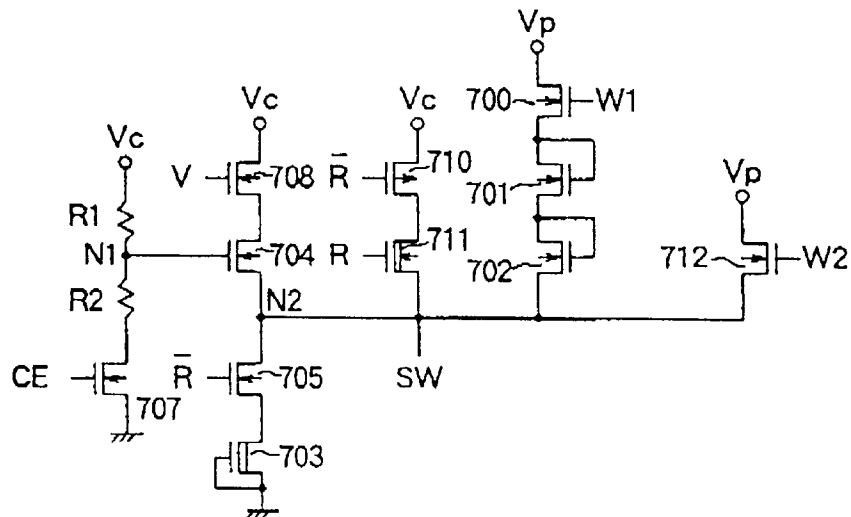 Vp
700 W1
Vc Vc
Vc
V 708 R̅ 710 701 Vp
R1
N1 704 R 711 702 712 W2
R2 N2
CE 707 R̅ 705 SW
703